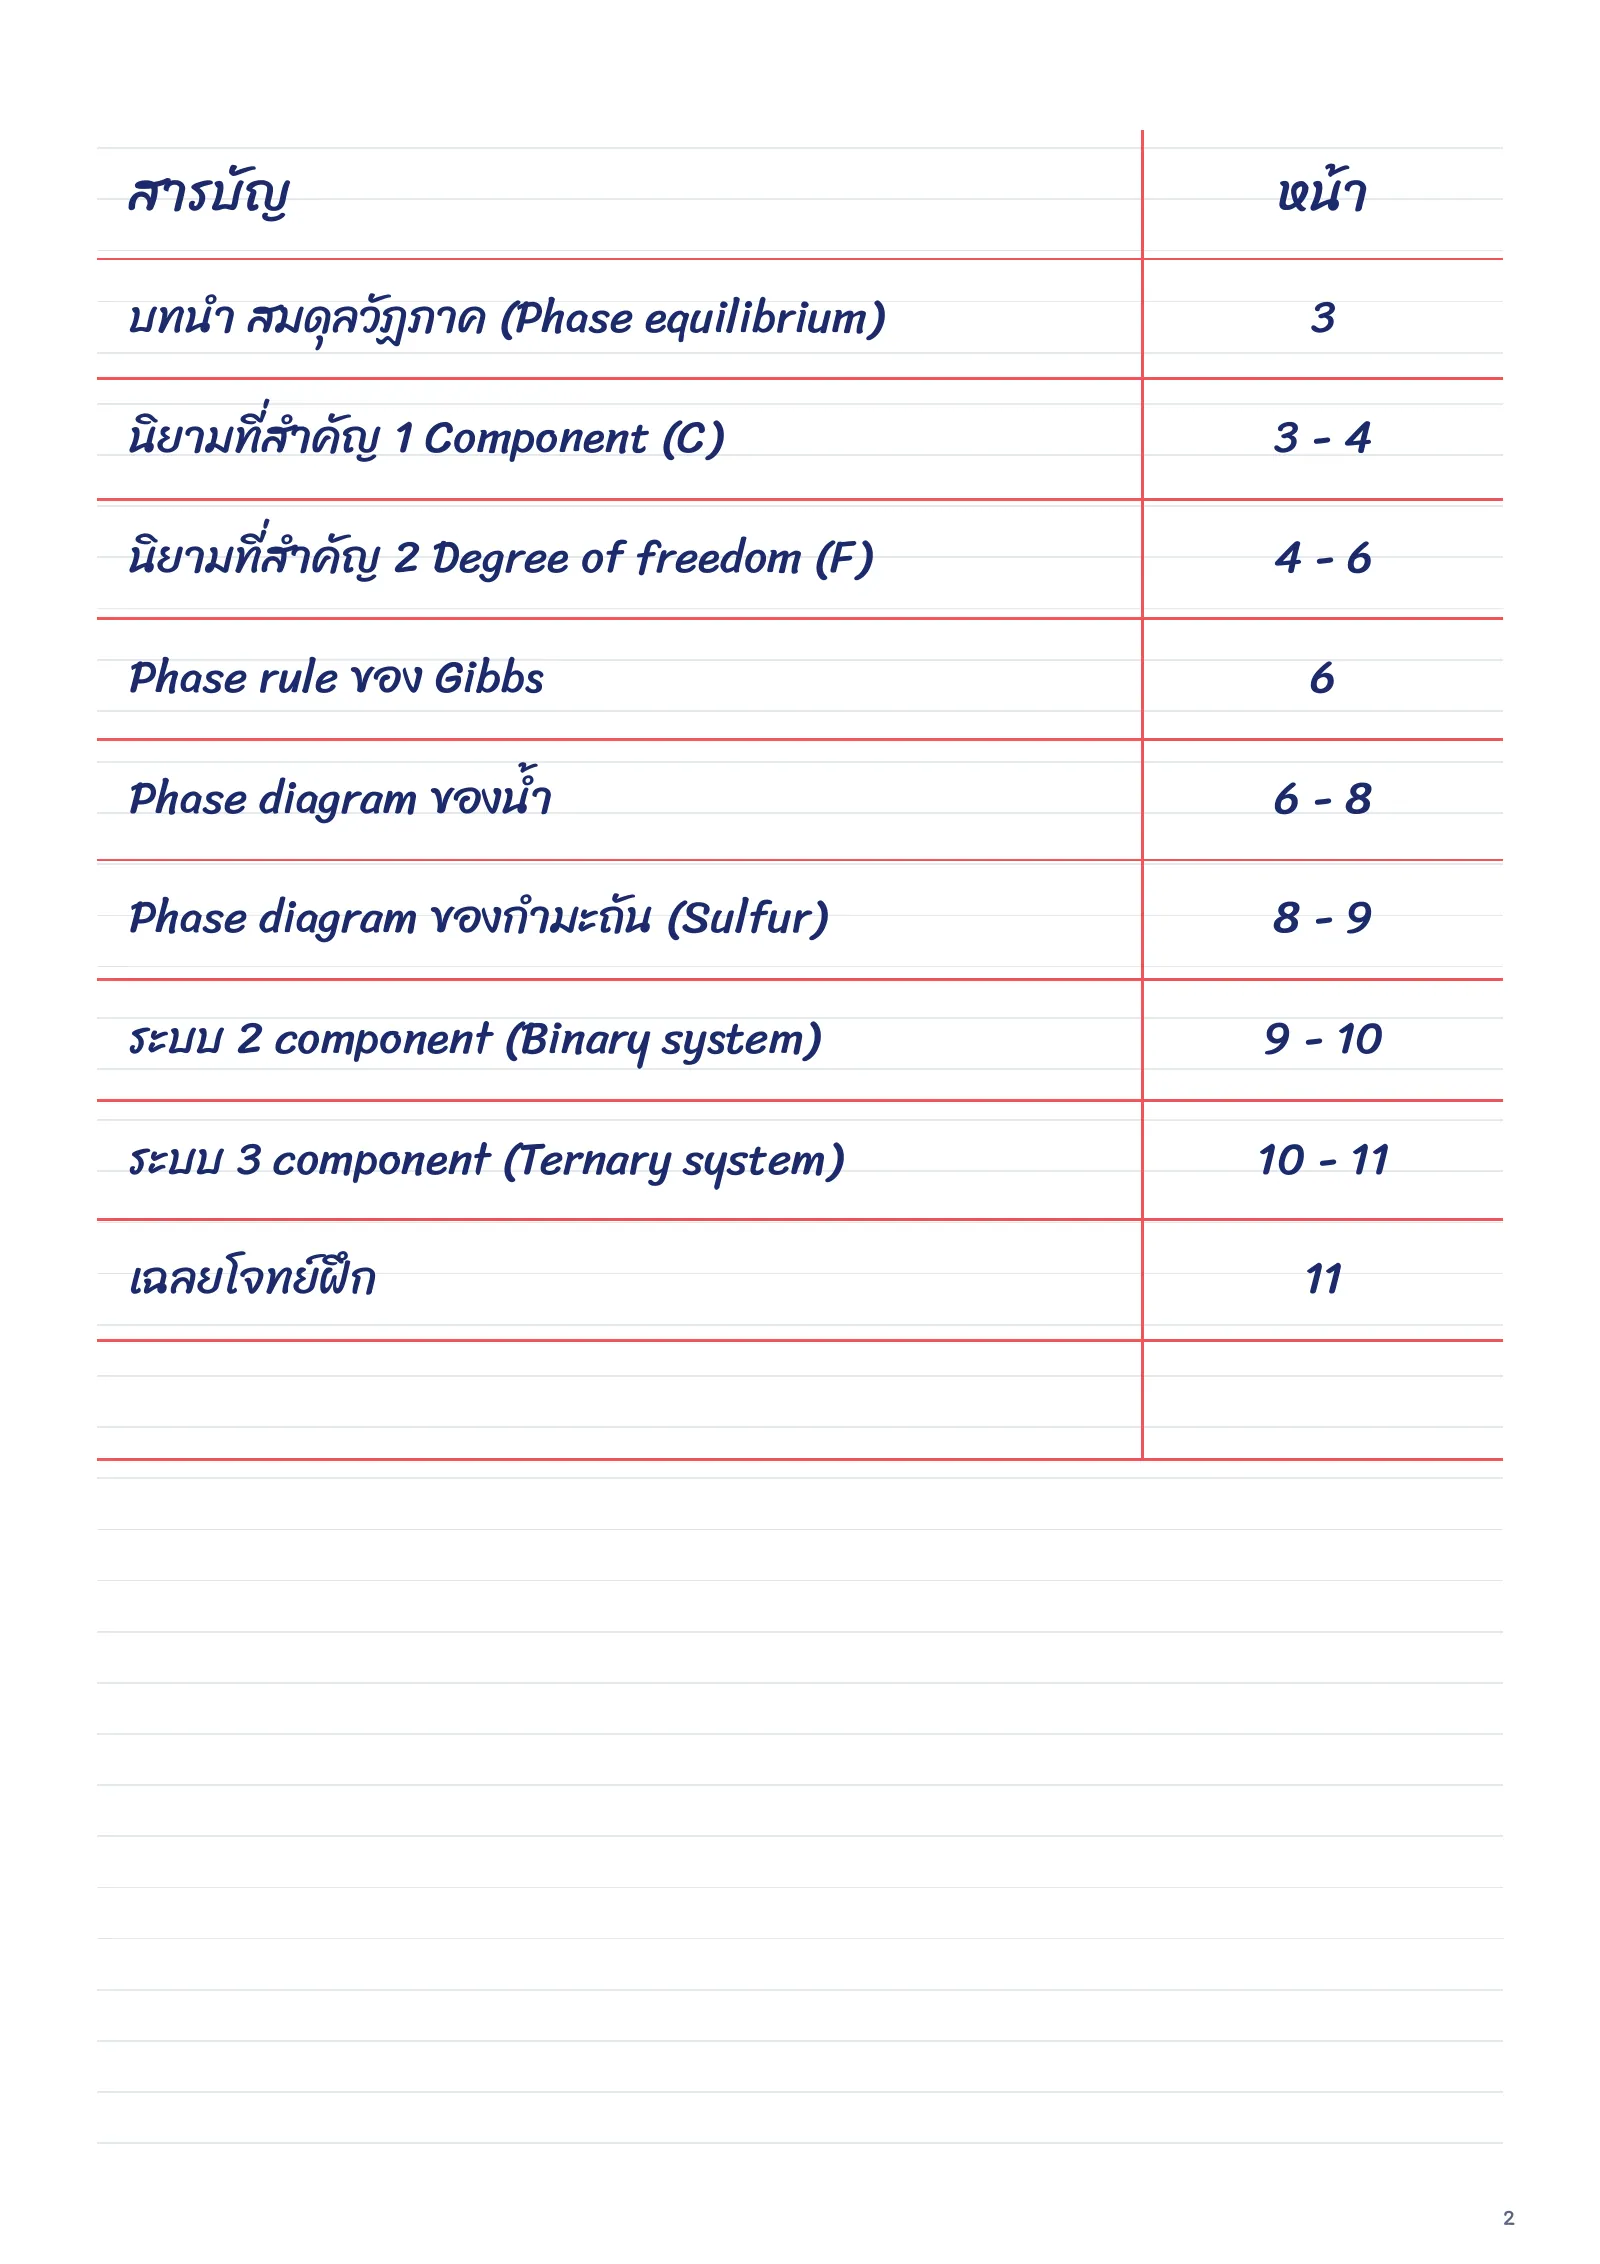 สารบัญ หน้า
บทนำ สมดุลวัฏภาค (Phase equilibrium) 3
นิยามที่สำคัญ 1 Component (C) 3 - 4
นิยามที่สำคัญ 2 Degree of freedom (F) 4 - 6
Phase rule ของ Gibbs 6
Phase diagram ของน้ำ 6 - 8
Phase diagram ของกำมะถัน (Sulfur) 8 - 9
ระบบ 2 component (Binary system) 9 - 10
ระบบ 3 component (Ternary system) 10 - 11
เฉลยโจทย์ฝึก 11
2